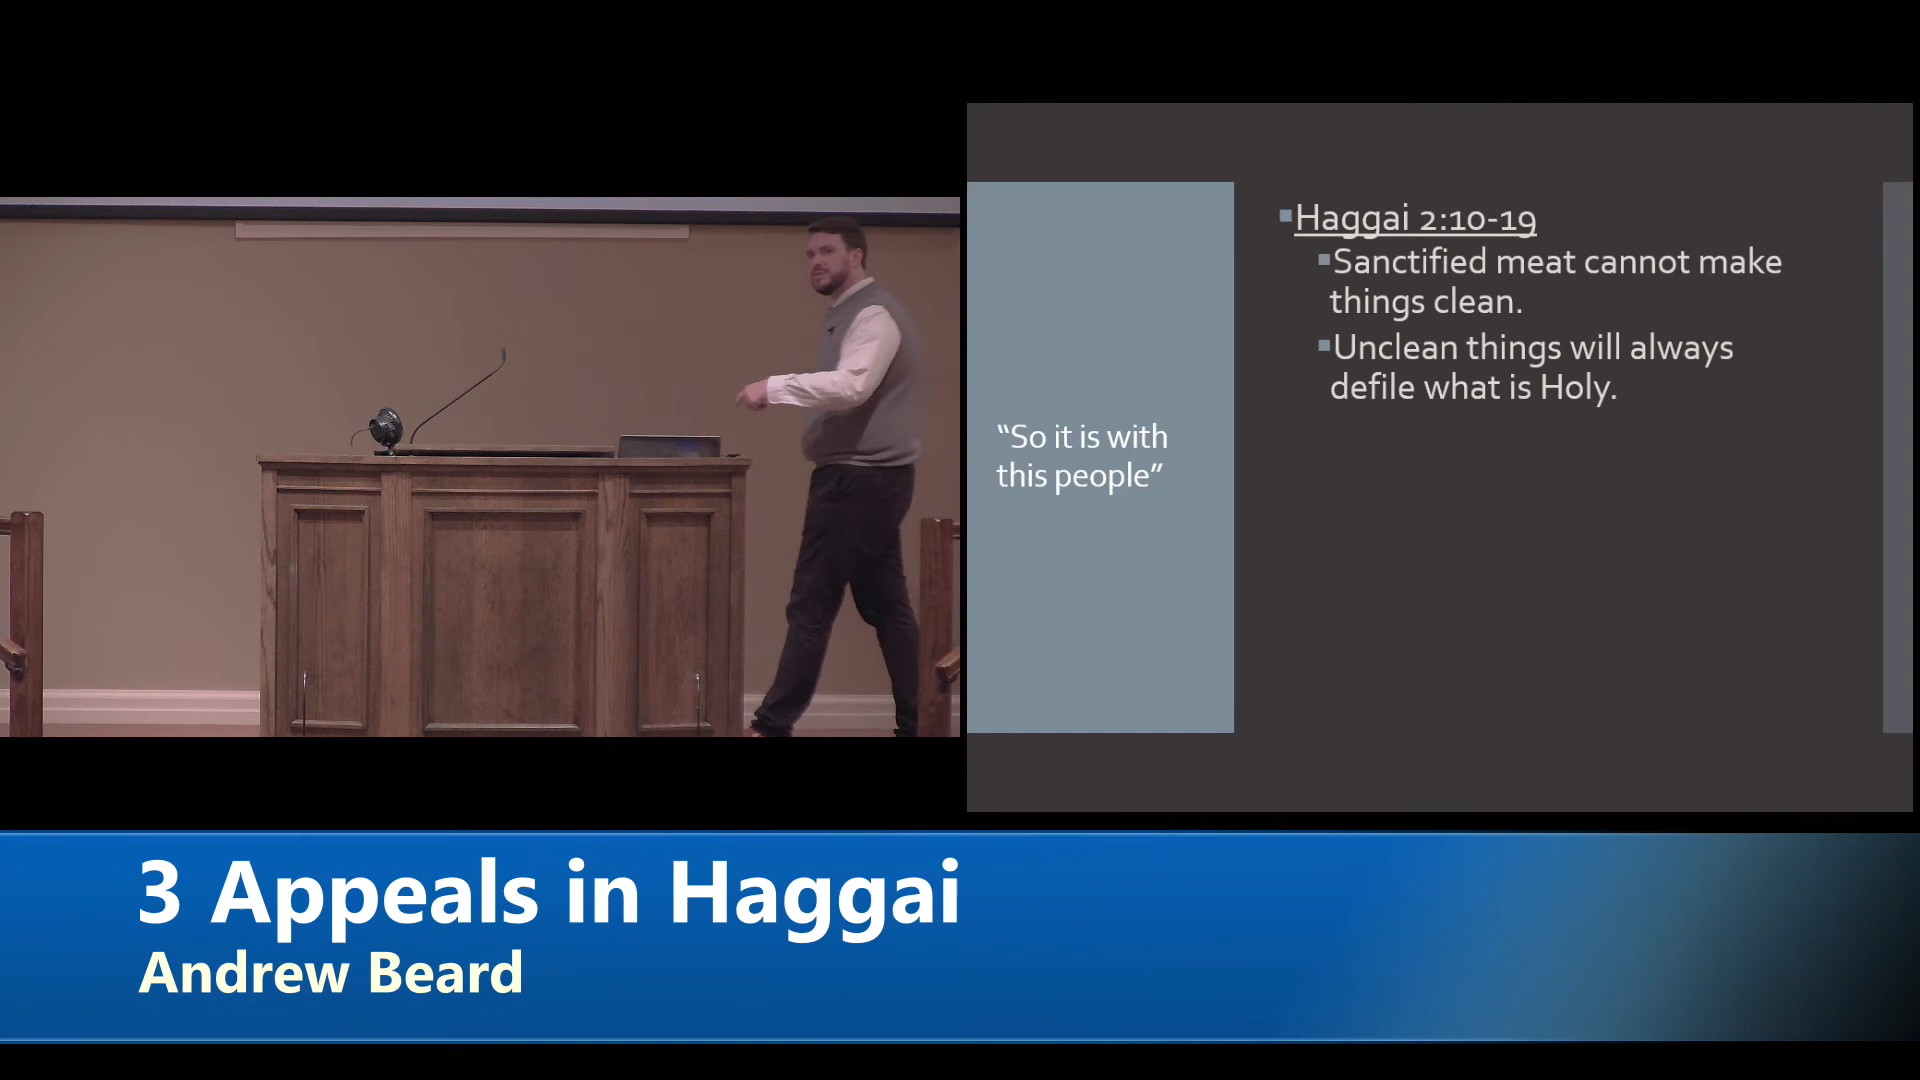 "So it is with
this people"
Haggai 2:10-19
Sanctified meat cannot make
things clean.
Unclean things will always
defile what is Holy.
3 Appeals in Haggai
Andrew Beard